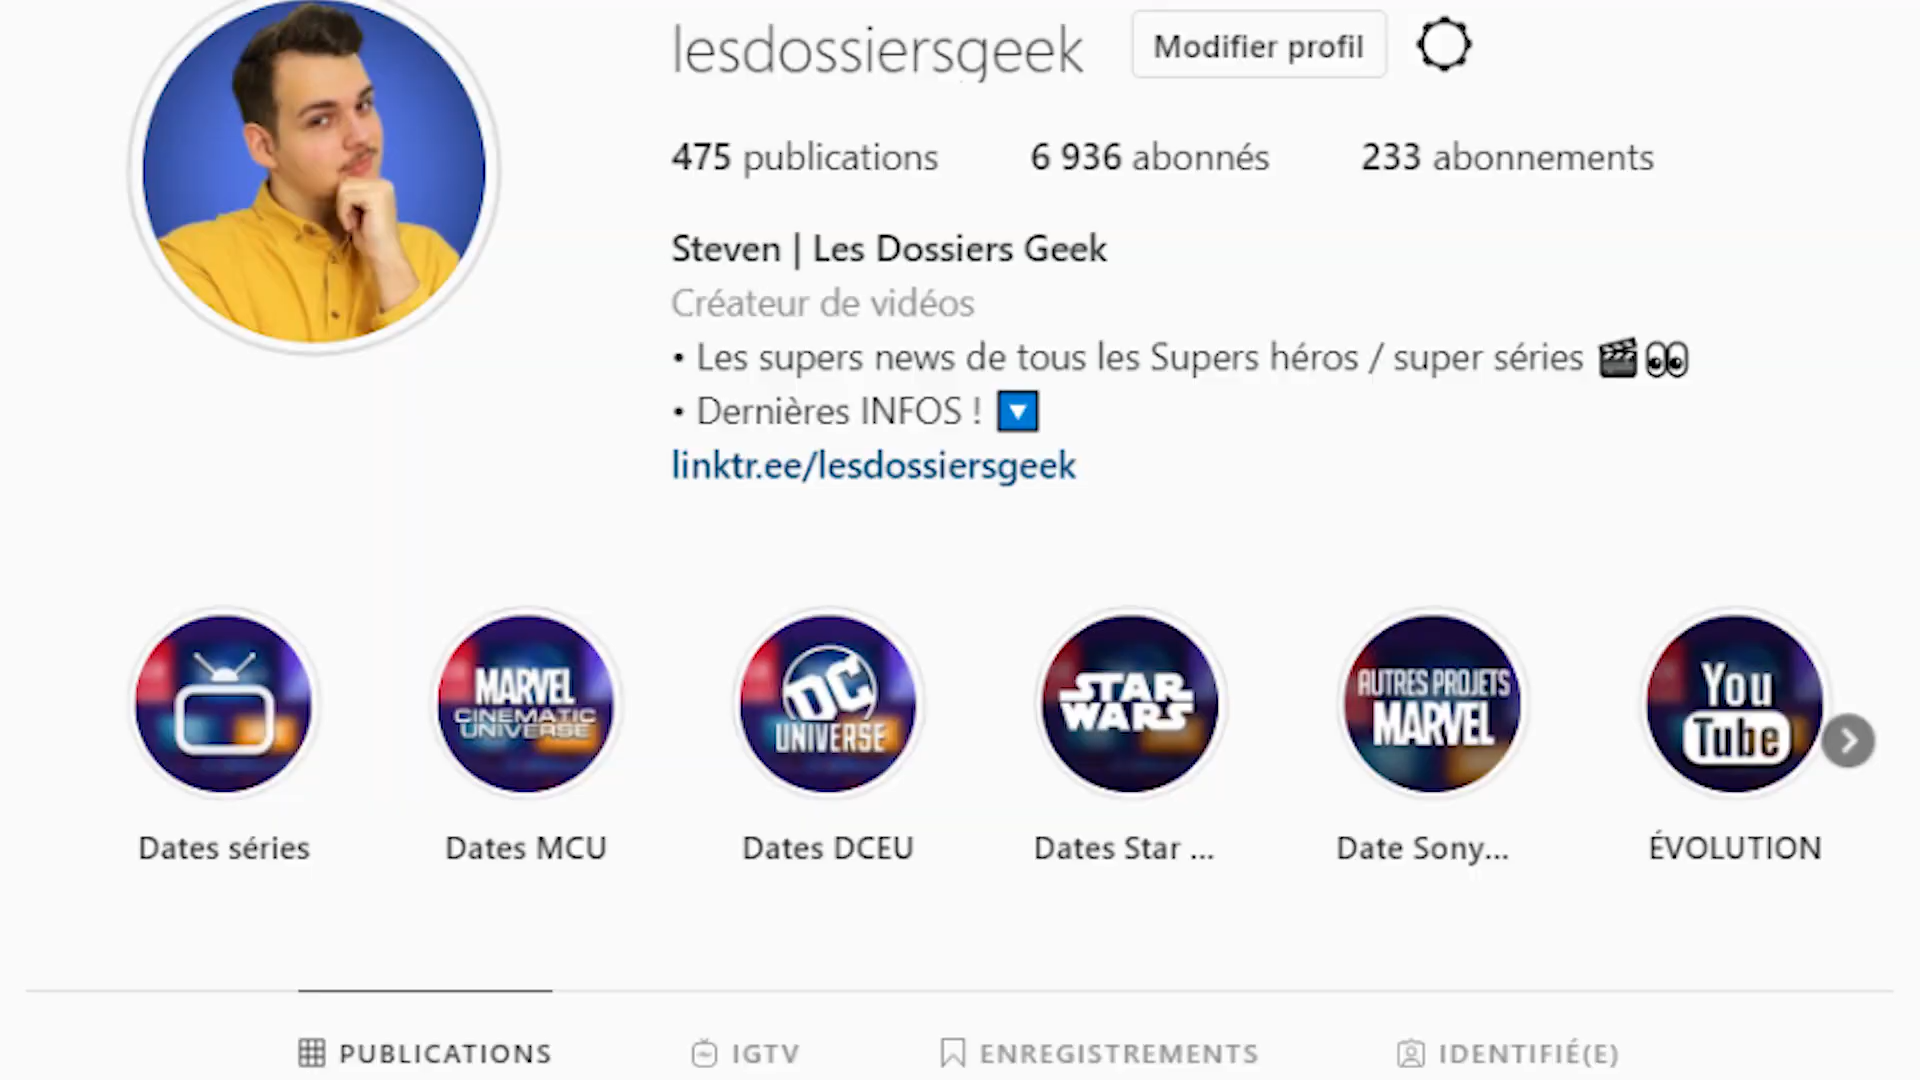 lesdossiersgeek
Modifier profil
475 publications
6 936 abonnés
233 abonnements
Steven | Les Dossiers Geek
Créateur de vidéos
• Les supers news de tous les Supers héros / super séries 🎬👀
• Dernières INFOS ! 🔽
linktr.ee/lesdossiersgeek
MARVEL
CINEMATIC
UNIVERSE
DC
UNIVERSE
STAR
WARS
AUTRES PROJETS
MARVEL
You
Tube
Dates séries
Dates MCU
Dates DCEU
Dates Star ...
Date Sony...
ÉVOLUTION
PUBLICATIONS
IGTV
ENREGISTREMENTS
IDENTIFIÉ(E)